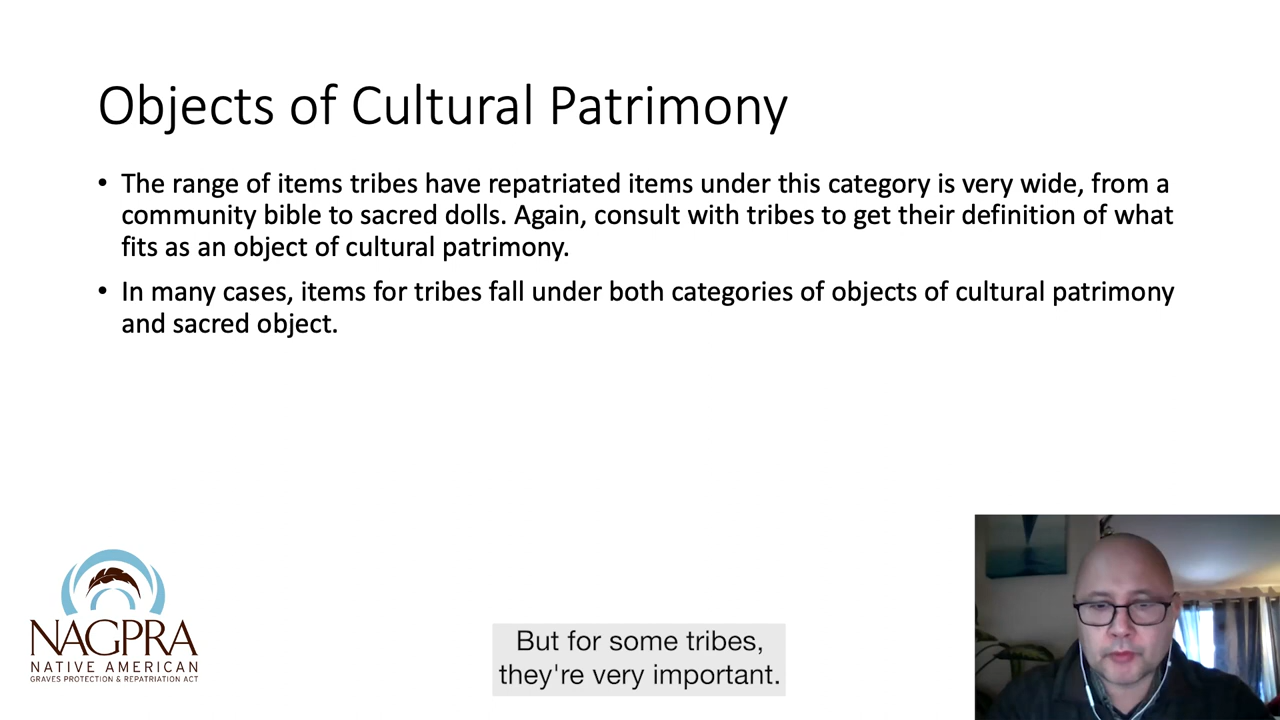 Objects of Cultural Patrimony
• The range of items tribes have repatriated items under this category is very wide, from a
community bible to sacred dolls. Again, consult with tribes to get their definition of what
fits as an object of cultural patrimony.
• In many cases, items for tribes fall under both categories of objects of cultural patrimony
and sacred object.
NAGPRA
NATIVE AMERICAN
GRAVES PROTECTION & REPATRIATION ACT
But for some tribes,
they're very important.